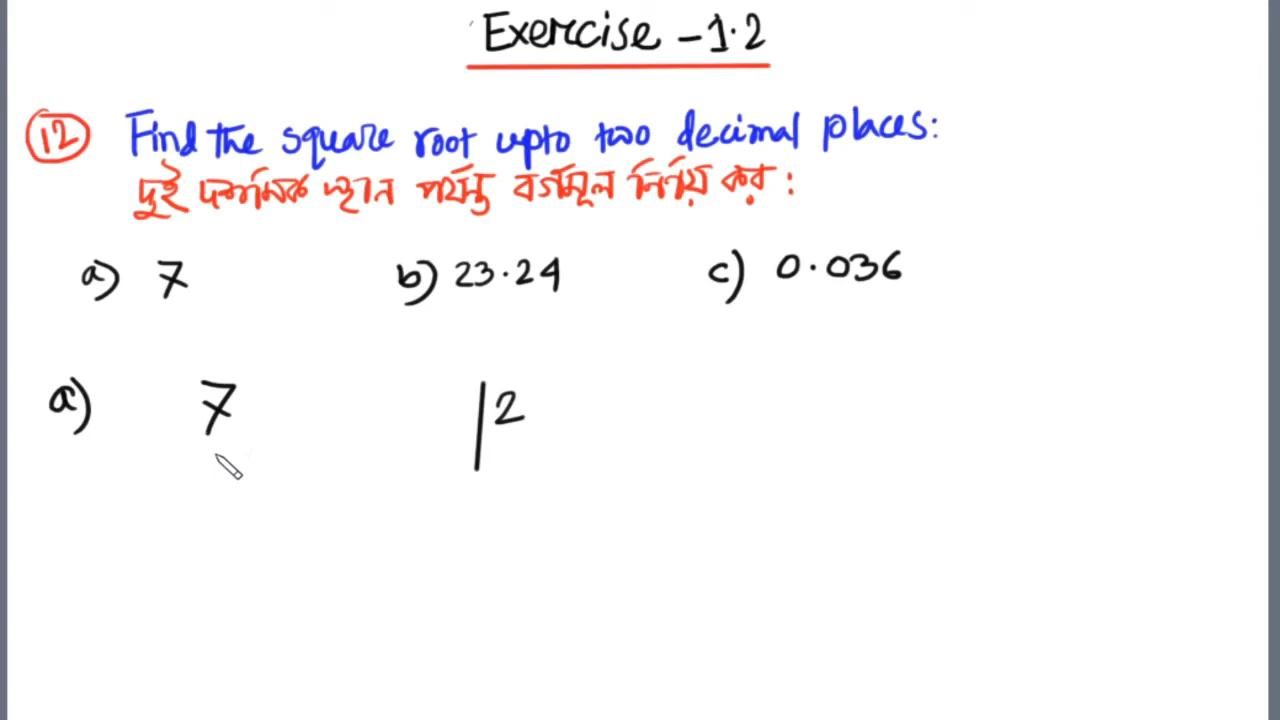 Exercise - 1.2
12 Find the square root upto two decimal places:
দুই দশমিক স্থান পর্যন্ত বর্গমূল নির্ণয় কর:
a) 7 b) 23.24 c) 0.036
a) 7 | 2